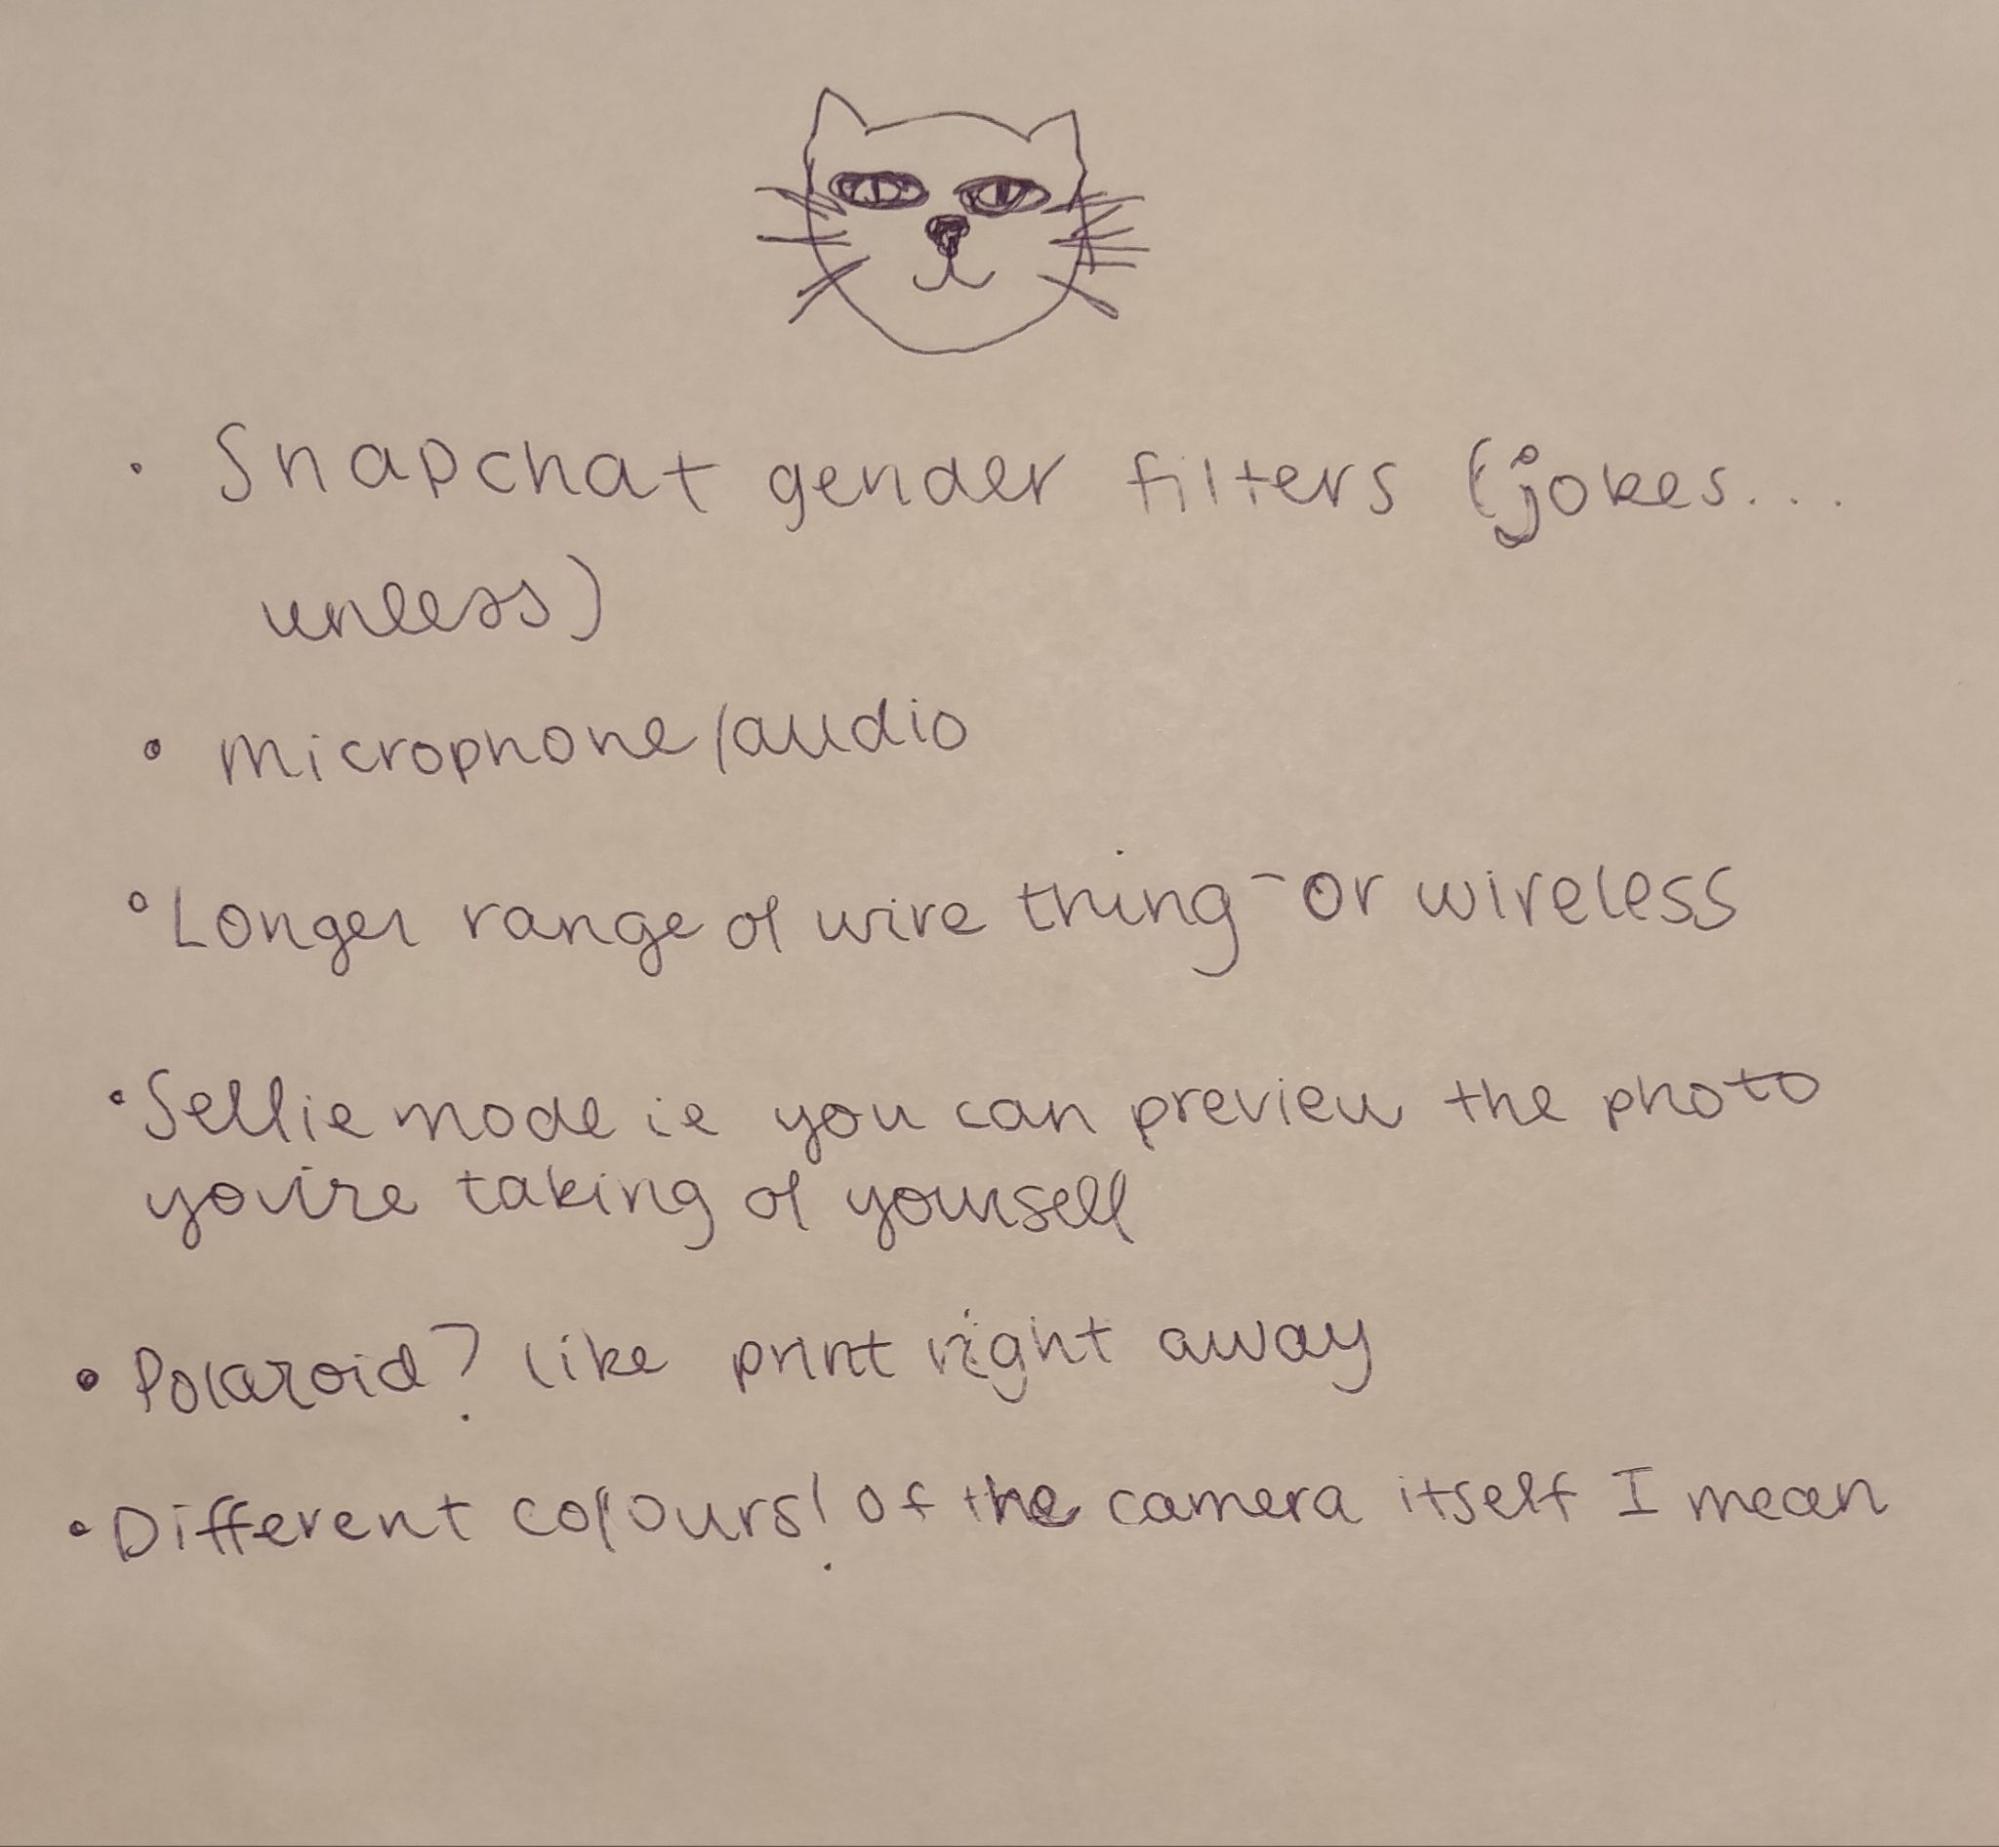 • Snapchat gender filters (jokes...
unless)
• microphone/audio
• Longer range of wire thing - or wireless
• Selfie mode ie you can preview the photo
you're taking of yourself
• Polaroid? like print right away
• Different colours! of the camera itself I mean